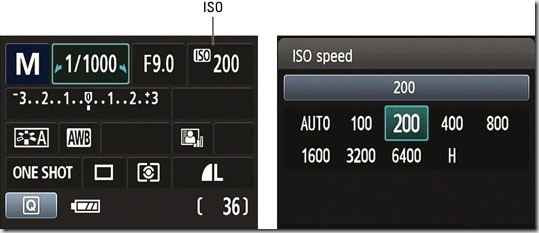 ISO
M 1/1000 F9.0 ISO 200
-3..2..1..0..1..2.:3
A AWB
ONE SHOT L
Q [ 36]
ISO speed
200
AUTO 100 200 400 800
1600 3200 6400 H